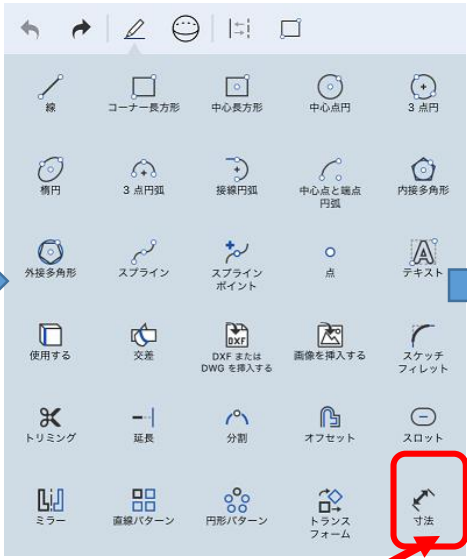 線
コーナー長方形
中心長方形
中心点円
3 点円
楕円
3 点円弧
接線円弧
中心点と端点
円弧
内接多角形
外接多角形
スプライン
スプライン
ポイント
点
A
テキスト
使用する
交差
DXF
DXF または
DWG を挿入する
画像を挿入する
スケッチ
フィレット
トリミング
延長
分割
オフセット
スロット
ミラー
直線パターン
円形パターン
トランス
フォーム
寸法